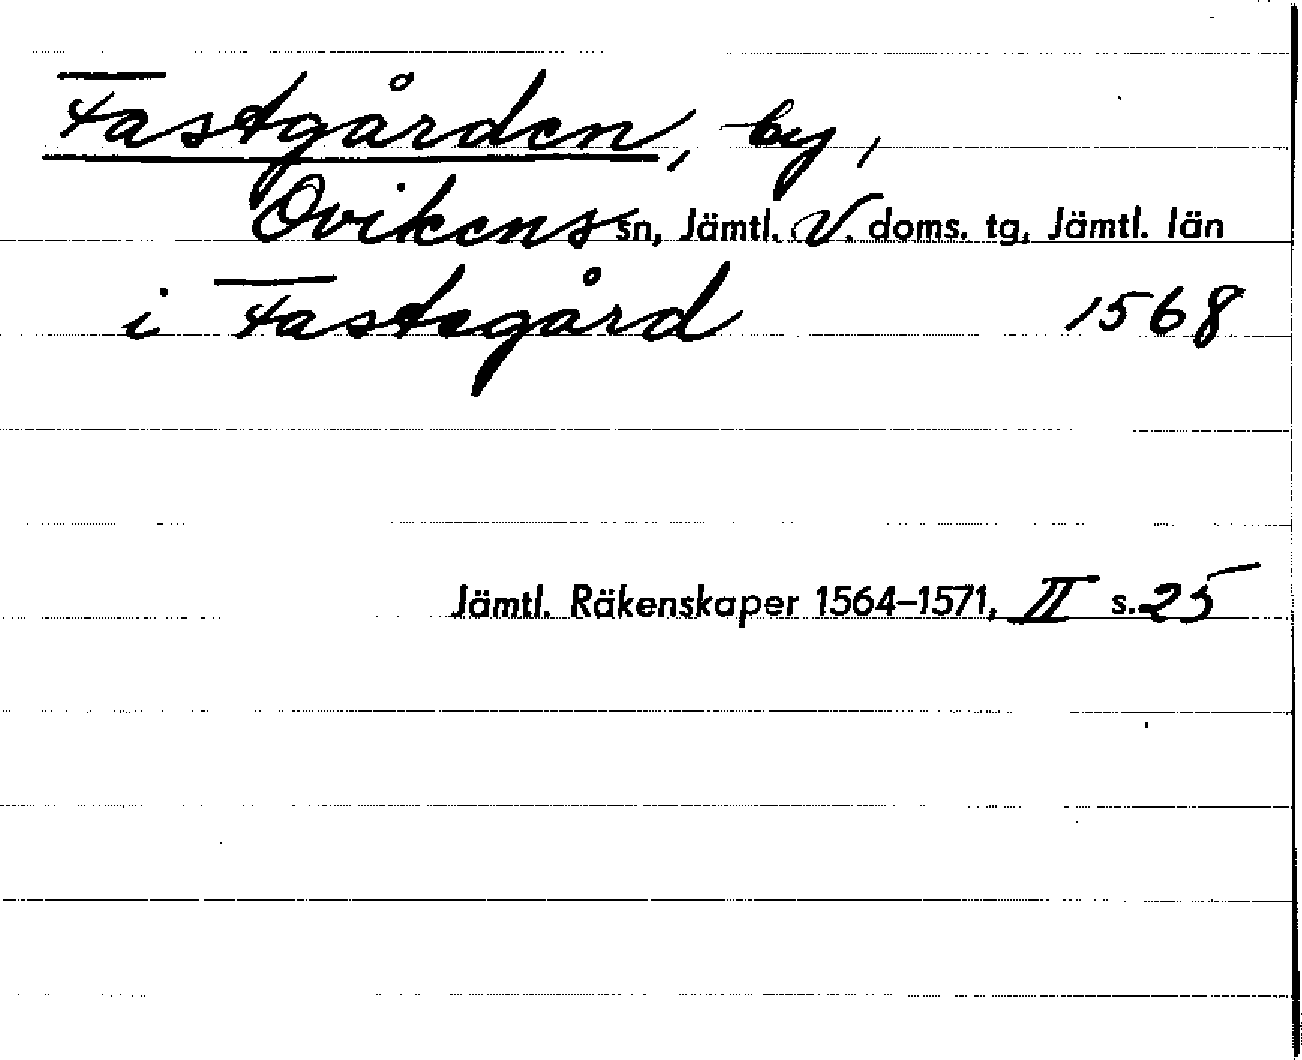 Fastgården, by,
Ovikens sn, Jämtl. V. doms. tg, Jämtl. län
i Fastegård 1568
Jämtl. Räkenskaper 1564–1571, II s. 25